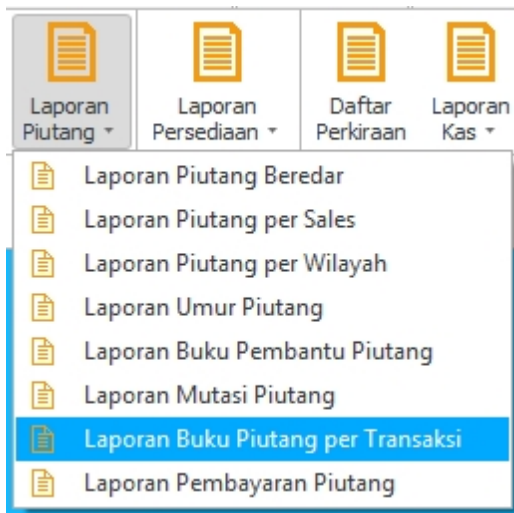 Laporan
Piutang
Laporan
Persediaan
Daftar
Perkiraan
Laporan
Kas
Laporan Piutang Beredar
Laporan Piutang per Sales
Laporan Piutang per Wilayah
Laporan Umur Piutang
Laporan Buku Pembantu Piutang
Laporan Mutasi Piutang
Laporan Buku Piutang per Transaksi
Laporan Pembayaran Piutang